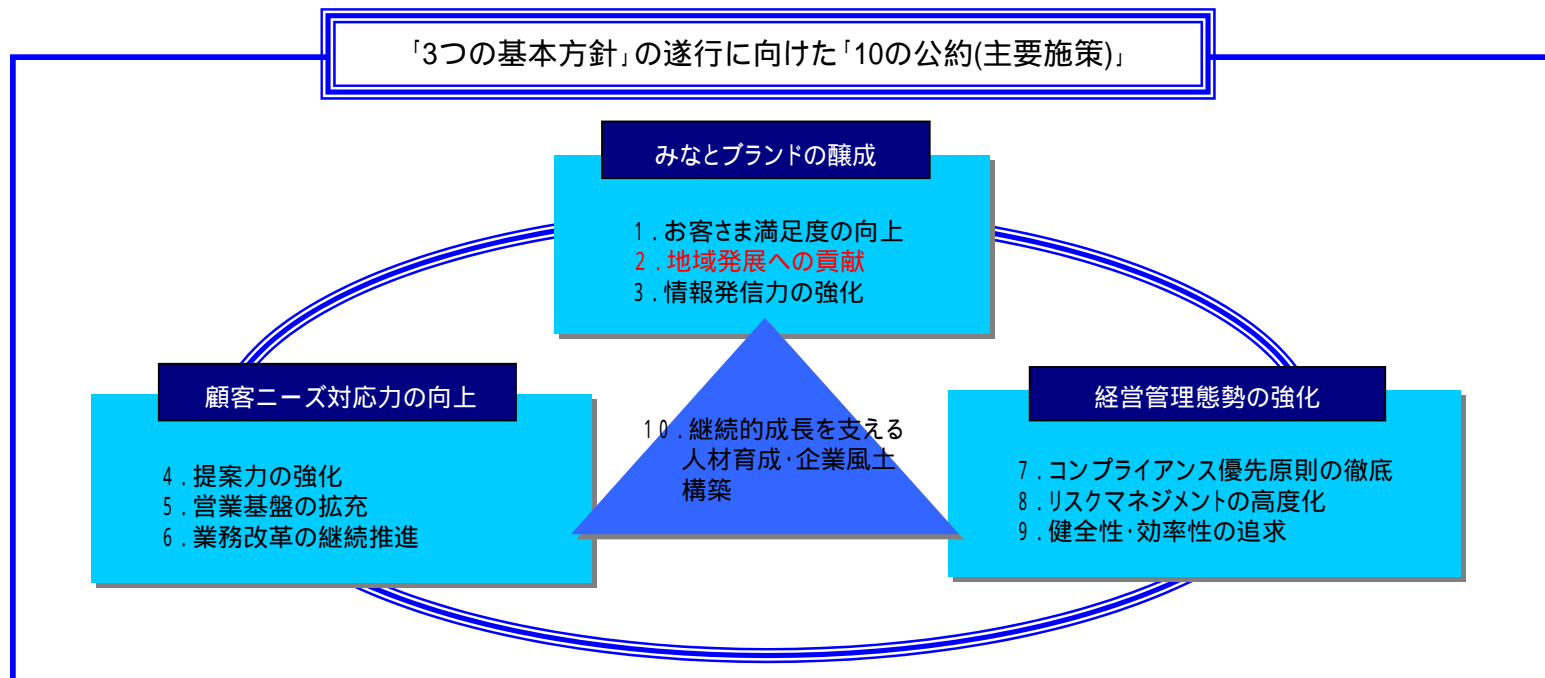 ｢3つの基本方針｣の遂行に向けた｢10の公約(主要施策)｣
みなとブランドの醸成
1．お客さま満足度の向上
2．地域発展への貢献
3．情報発信力の強化
顧客ニーズ対応力の向上
4．提案力の強化
5．営業基盤の拡充
6．業務改革の継続推進
10．継続的成長を支える
人材育成･企業風土
構築
経営管理態勢の強化
7．コンプライアンス優先原則の徹底
8．リスクマネジメントの高度化
9．健全性･効率性の追求